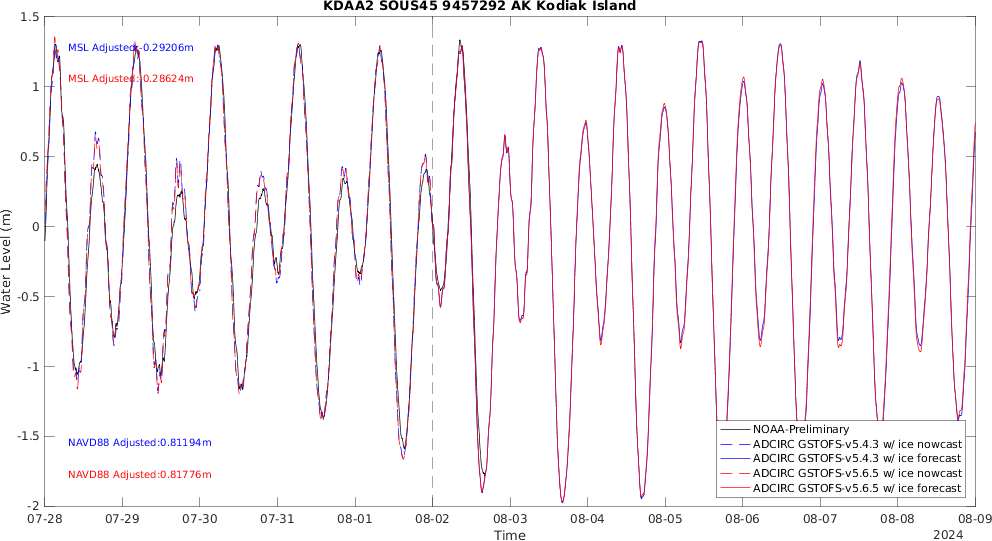 KDAA2 SOUS45 9457292 AK Kodiak Island
MSL Adjusted:-0.29206m
MSL Adjusted:-0.28624m
NAVD88 Adjusted:0.81194m
NAVD88 Adjusted:0.81776m
Water Level (m)
1.5
1
0.5
0
-0.5
-1
-1.5
-2
NOAA-Preliminary
ADCIRC GSTOFS-v5.4.3 w/ ice nowcast
ADCIRC GSTOFS-v5.4.3 w/ ice forecast
ADCIRC GSTOFS-v5.6.5 w/ ice nowcast
ADCIRC GSTOFS-v5.6.5 w/ ice forecast
07-28 07-29 07-30 07-31 08-01 08-02 08-03 08-04 08-05 08-06 08-07 08-08 08-09
Time
2024